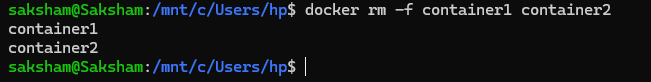 saksham@Saksham:/mnt/c/Users/hp$ docker rm -f container1 container2
container1
container2
saksham@Saksham:/mnt/c/Users/hp$